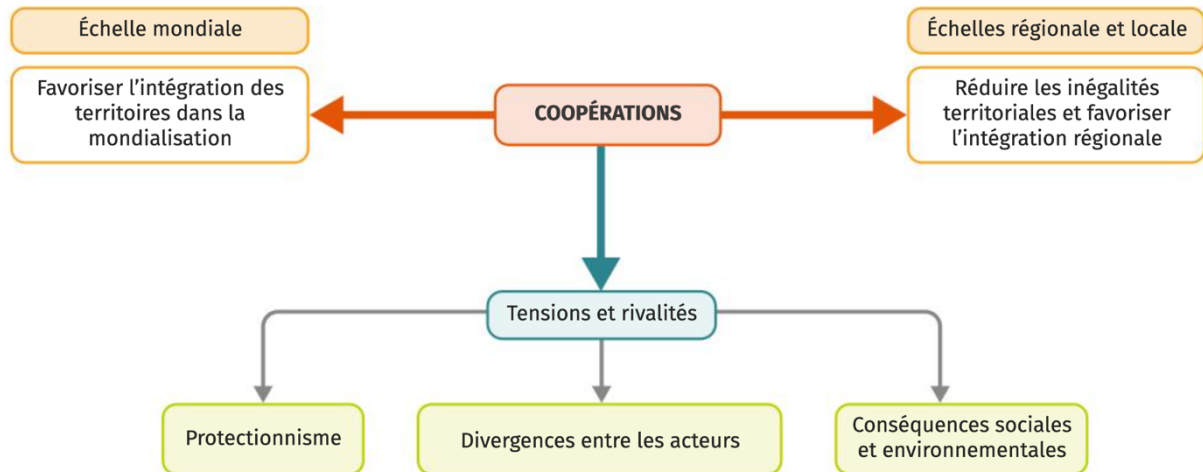 Échelle mondiale
Favoriser l'intégration des
territoires dans la
mondialisation
COOPÉRATIONS
Échelles régionale et locale
Réduire les inégalités
territoriales et favoriser
l'intégration régionale
Tensions et rivalités
Protectionnisme
Divergences entre les acteurs
Conséquences sociales
et environnementales